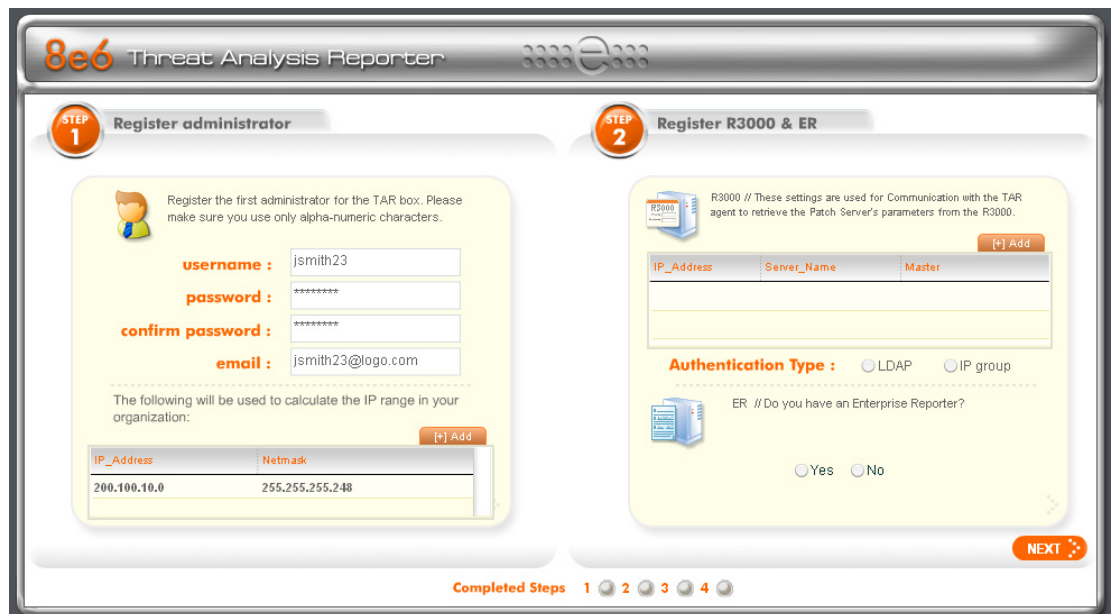 8e6 Threat Analysis Reporter
e
STEP 1
Register administrator
Register the first administrator for the TAR box. Please
make sure you use only alpha-numeric characters.
username : jsmith23
password : ********
confirm password : ********
email : jsmith23@logo.com
The following will be used to calculate the IP range in your
organization:
[+] Add
IP_Address Netmask
200.100.10.0 255.255.255.248
STEP 2
Register R3000 & ER
R3000
R3000 // These settings are used for Communication with the TAR
agent to retrieve the Patch Server's parameters from the R3000.
[+] Add
IP_Address Server_Name Master
Authentication Type : LDAP IP group
ER // Do you have an Enterprise Reporter?
Yes No
NEXT
Completed Steps 1 2 3 4